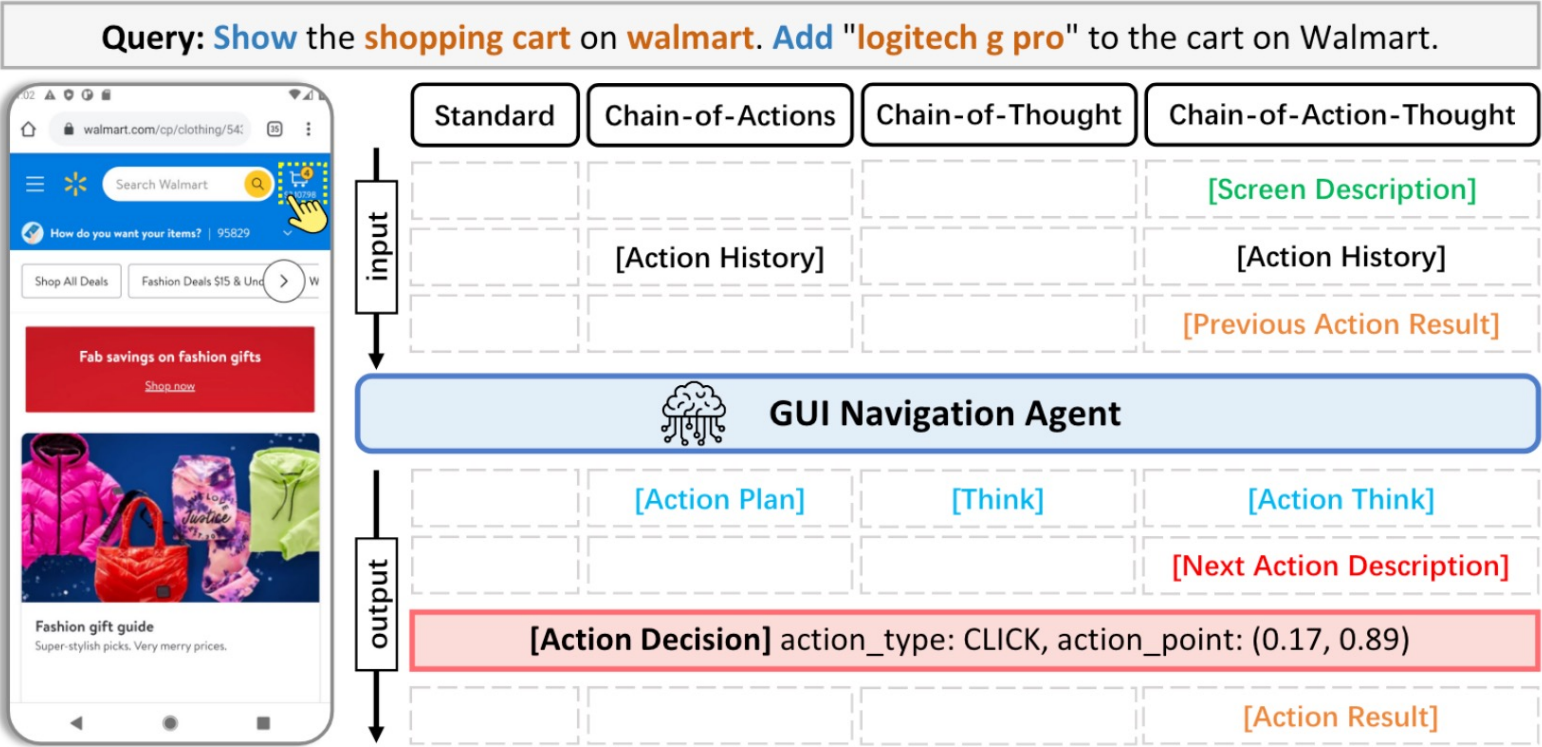 Query: Show the shopping cart on walmart. Add "logitech g pro" to the cart on Walmart.
:02
walmart.com/cp/clothing/54:
35
Search Walmart
4
How do you want your items? | 95829
Shop All Deals
Fashion Deals $15 & Und
W
Fab savings on fashion gifts
Shop now
Justice
Fashion gift guide
Super-stylish picks. Very merry prices.
Standard
Chain-of-Actions
Chain-of-Thought
Chain-of-Action-Thought
input
[Screen Description]
[Action History]
[Action History]
[Previous Action Result]
GUI Navigation Agent
output
[Action Plan]
[Think]
[Action Think]
[Next Action Description]
[Action Decision] action_type: CLICK, action_point: (0.17, 0.89)
[Action Result]